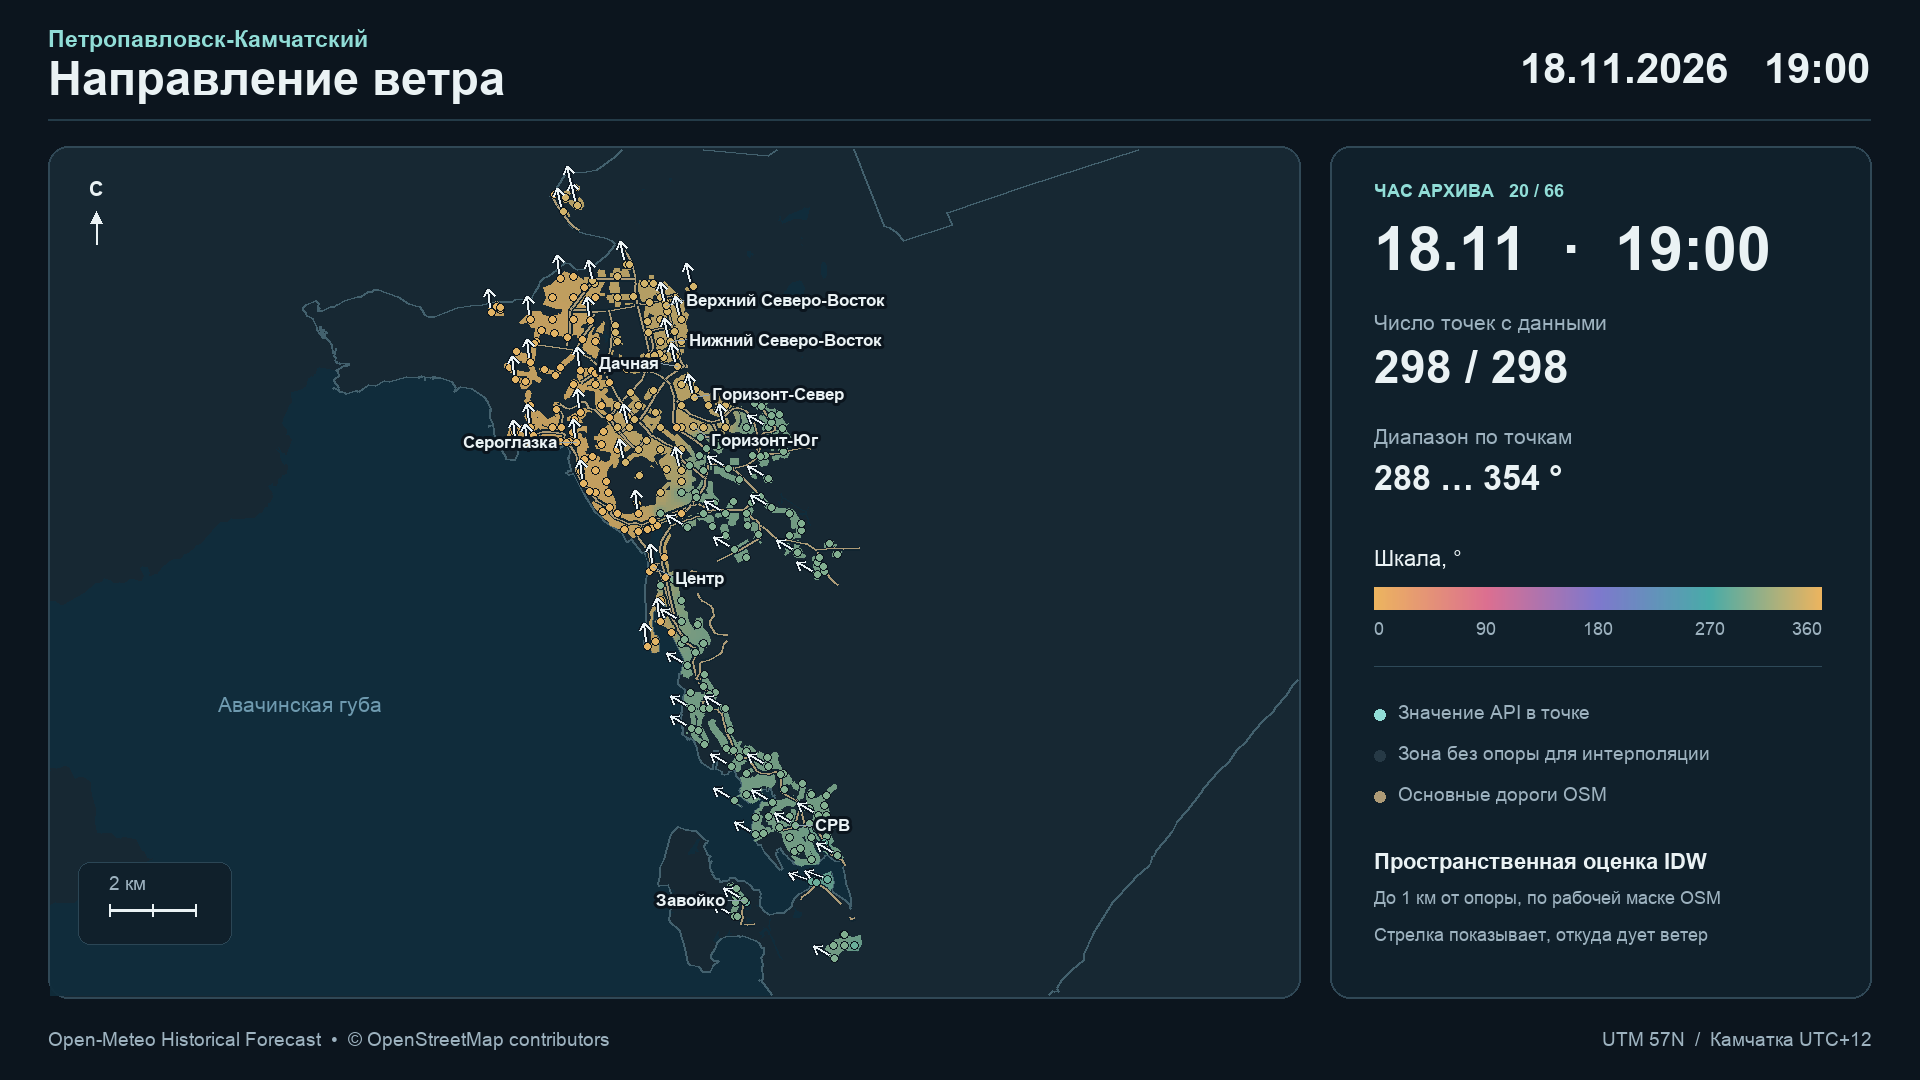 Петропавловск-Камчатский
Направление ветра
18.11.2026 19:00
С
Верхний Северо-Восток
Нижний Северо-Восток
Дачная
Горизонт-Север
Горизонт-Юг
Сероглазка
Центр
Авачинская губа
СРВ
Завойко
2 км
ЧАС АРХИВА 20 / 66
18.11 · 19:00
Число точек с данными
298 / 298
Диапазон по точкам
288 ... 354 °
Шкала, °
0 90 180 270 360
Значение API в точке
Зона без опоры для интерполяции
Основные дороги OSM
Пространственная оценка IDW
До 1 км от опоры, по рабочей маске OSM
Стрелка показывает, откуда дует ветер
Open-Meteo Historical Forecast • © OpenStreetMap contributors
UTM 57N / Камчатка UTC+12